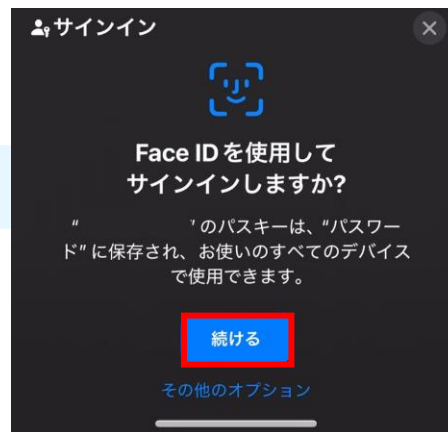 サインイン
Face IDを使用して
サインインしますか?
“ ”のパスキーは、“パスワー
ド”に保存され、お使いのすべてのデバイス
で使用できます。
続ける
その他のオプション